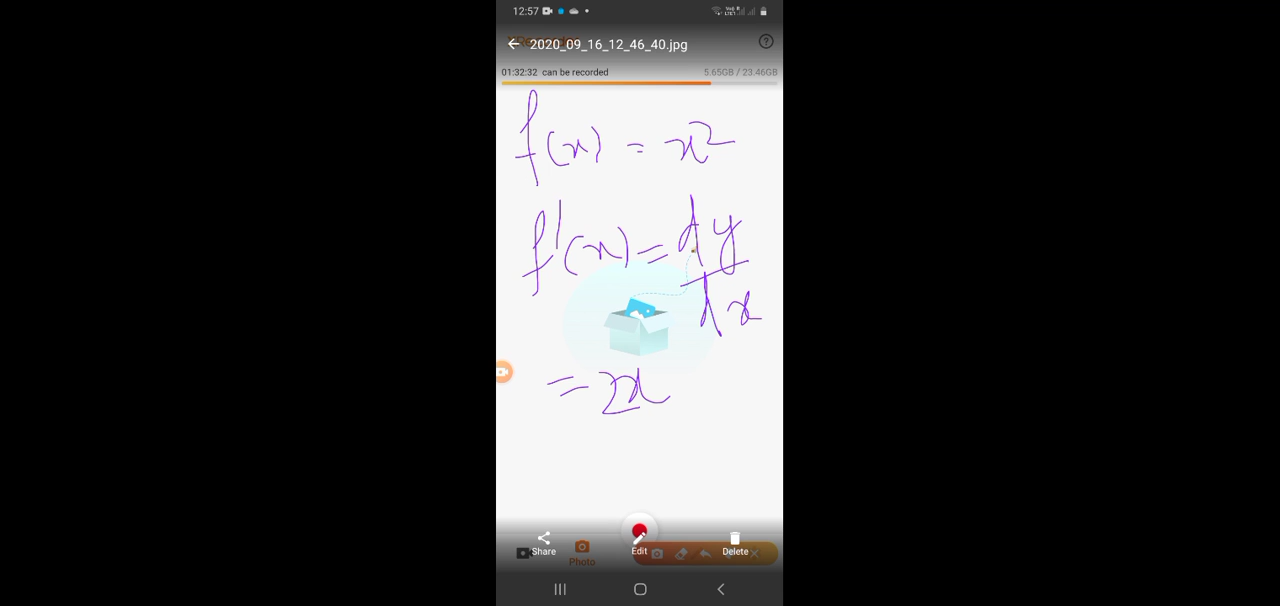 12:57
2020_09_16_12_46_40.jpg
01:32:32 can be recorded 5.65GB / 23.46GB
f(x) = x²
f'(x) = dy/dx
= 2x
Share Edit Delete
Photo